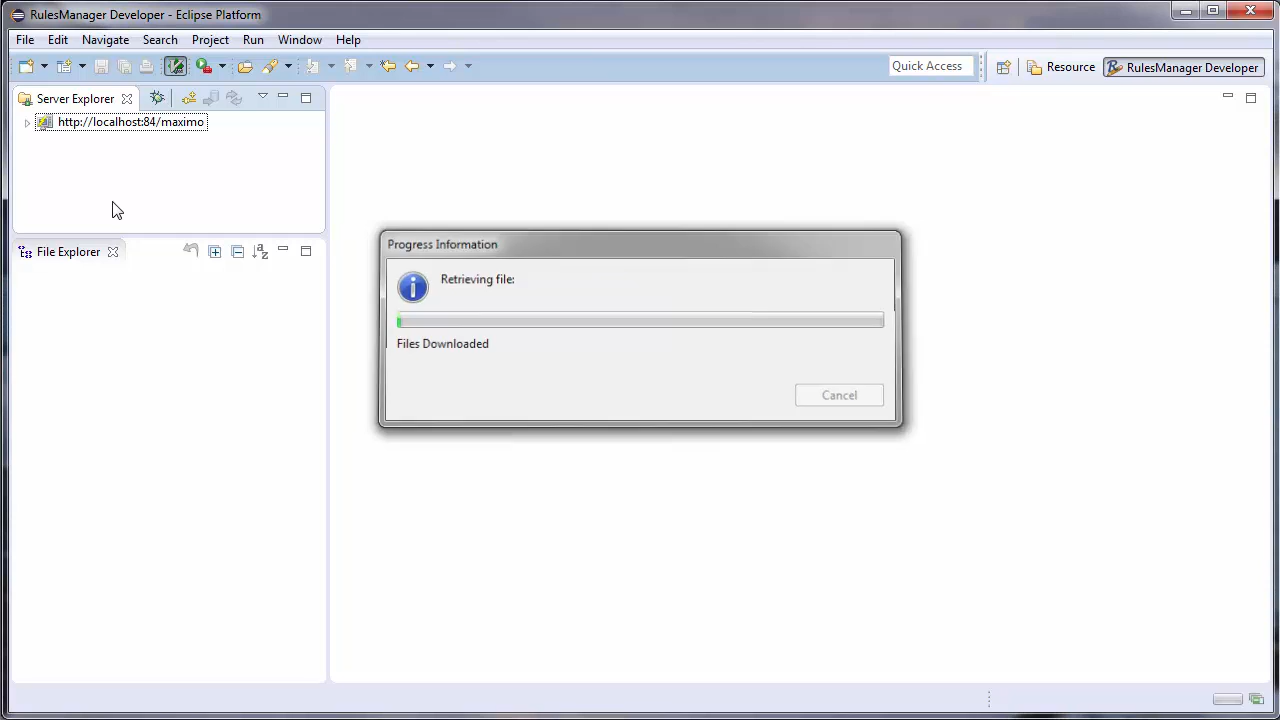 RulesManager Developer - Eclipse Platform
File Edit Navigate Search Project Run Window Help
Quick Access
Resource
RulesManager Developer
Server Explorer
http://localhost:84/maximo
File Explorer
Progress Information
Retrieving file:
Files Downloaded
Cancel